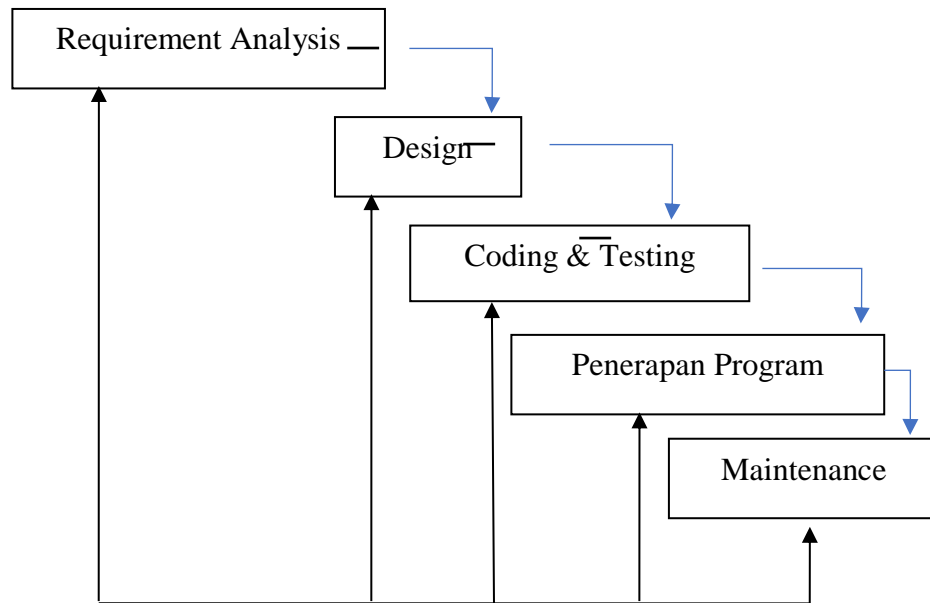 Requirement Analysis
Design
Coding & Testing
Penerapan Program
Maintenance